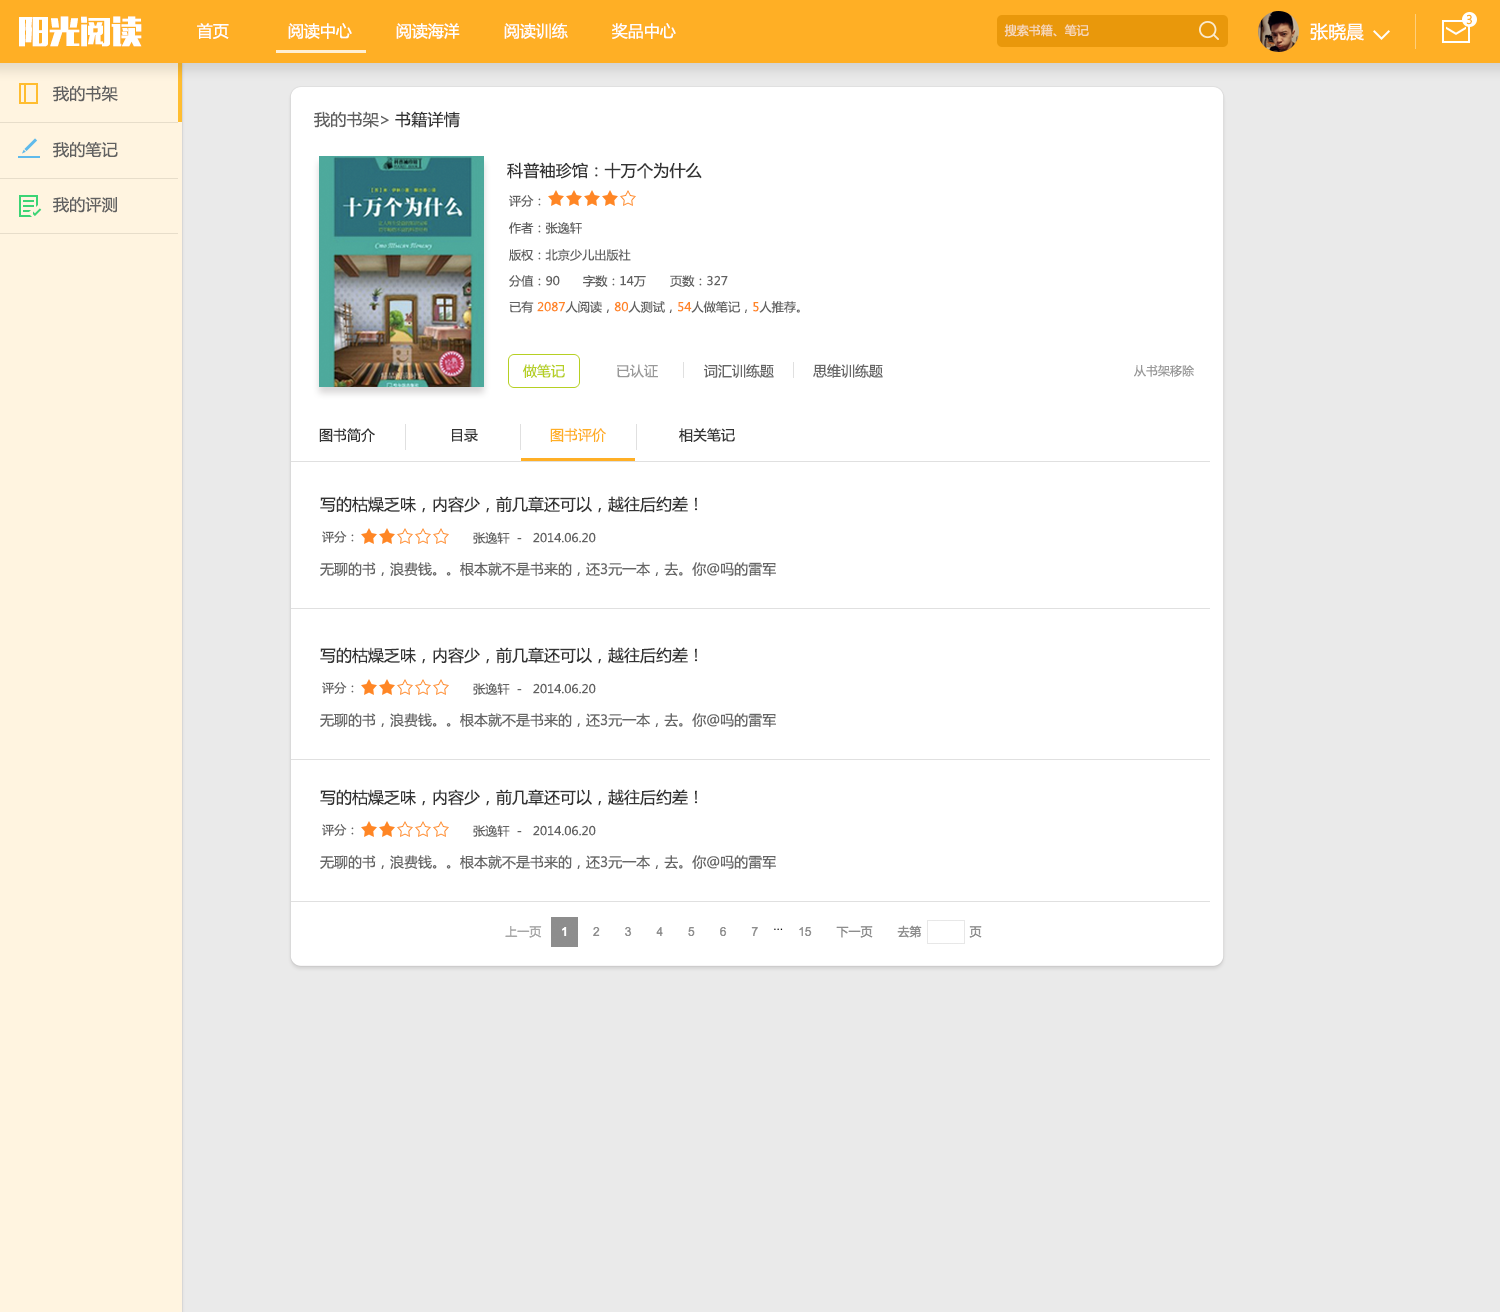 阳光阅读 首页 阅读中心 阅读海洋 阅读训练 奖品中心 搜索书籍、笔记 张晓晨 3
我的书架
我的笔记
我的评测
我的书架> 书籍详情
十万个为什么
科普袖珍馆：十万个为什么
评分：
作者：张逸轩
版权：北京少儿出版社
分值：90 字数：14万 页数：327
已有 2087人阅读，80人测试，54人做笔记，5人推荐。
做笔记 已认证 词汇训练题 思维训练题 从书架移除
图书简介 目录 图书评价 相关笔记
写的枯燥乏味，内容少，前几章还可以，越往后约差！
评分： 张逸轩 - 2014.06.20
无聊的书，浪费钱。。根本就不是书来的，还3元一本，去。你@吗的雷军
写的枯燥乏味，内容少，前几章还可以，越往后约差！
评分： 张逸轩 - 2014.06.20
无聊的书，浪费钱。。根本就不是书来的，还3元一本，去。你@吗的雷军
写的枯燥乏味，内容少，前几章还可以，越往后约差！
评分： 张逸轩 - 2014.06.20
无聊的书，浪费钱。。根本就不是书来的，还3元一本，去。你@吗的雷军
上一页 1 2 3 4 5 6 7 ... 15 下一页 去第 页